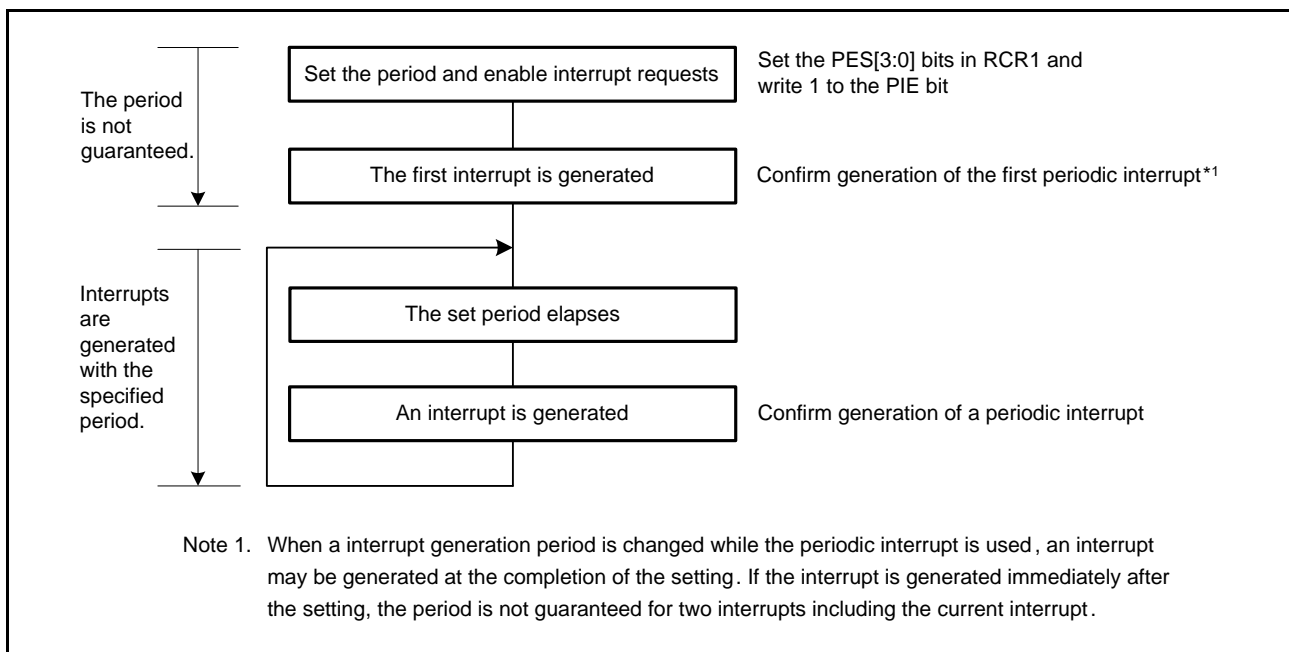 Set the period and enable interrupt requests
Set the PES[3:0] bits in RCR1 and
write 1 to the PIE bit
The period
is not
guaranteed.
The first interrupt is generated
Confirm generation of the first periodic interrupt*1
Interrupts
are
generated
with the
specified
period.
The set period elapses
An interrupt is generated
Confirm generation of a periodic interrupt
Note 1. When a interrupt generation period is changed while the periodic interrupt is used, an interrupt
may be generated at the completion of the setting. If the interrupt is generated immediately after
the setting, the period is not guaranteed for two interrupts including the current interrupt.